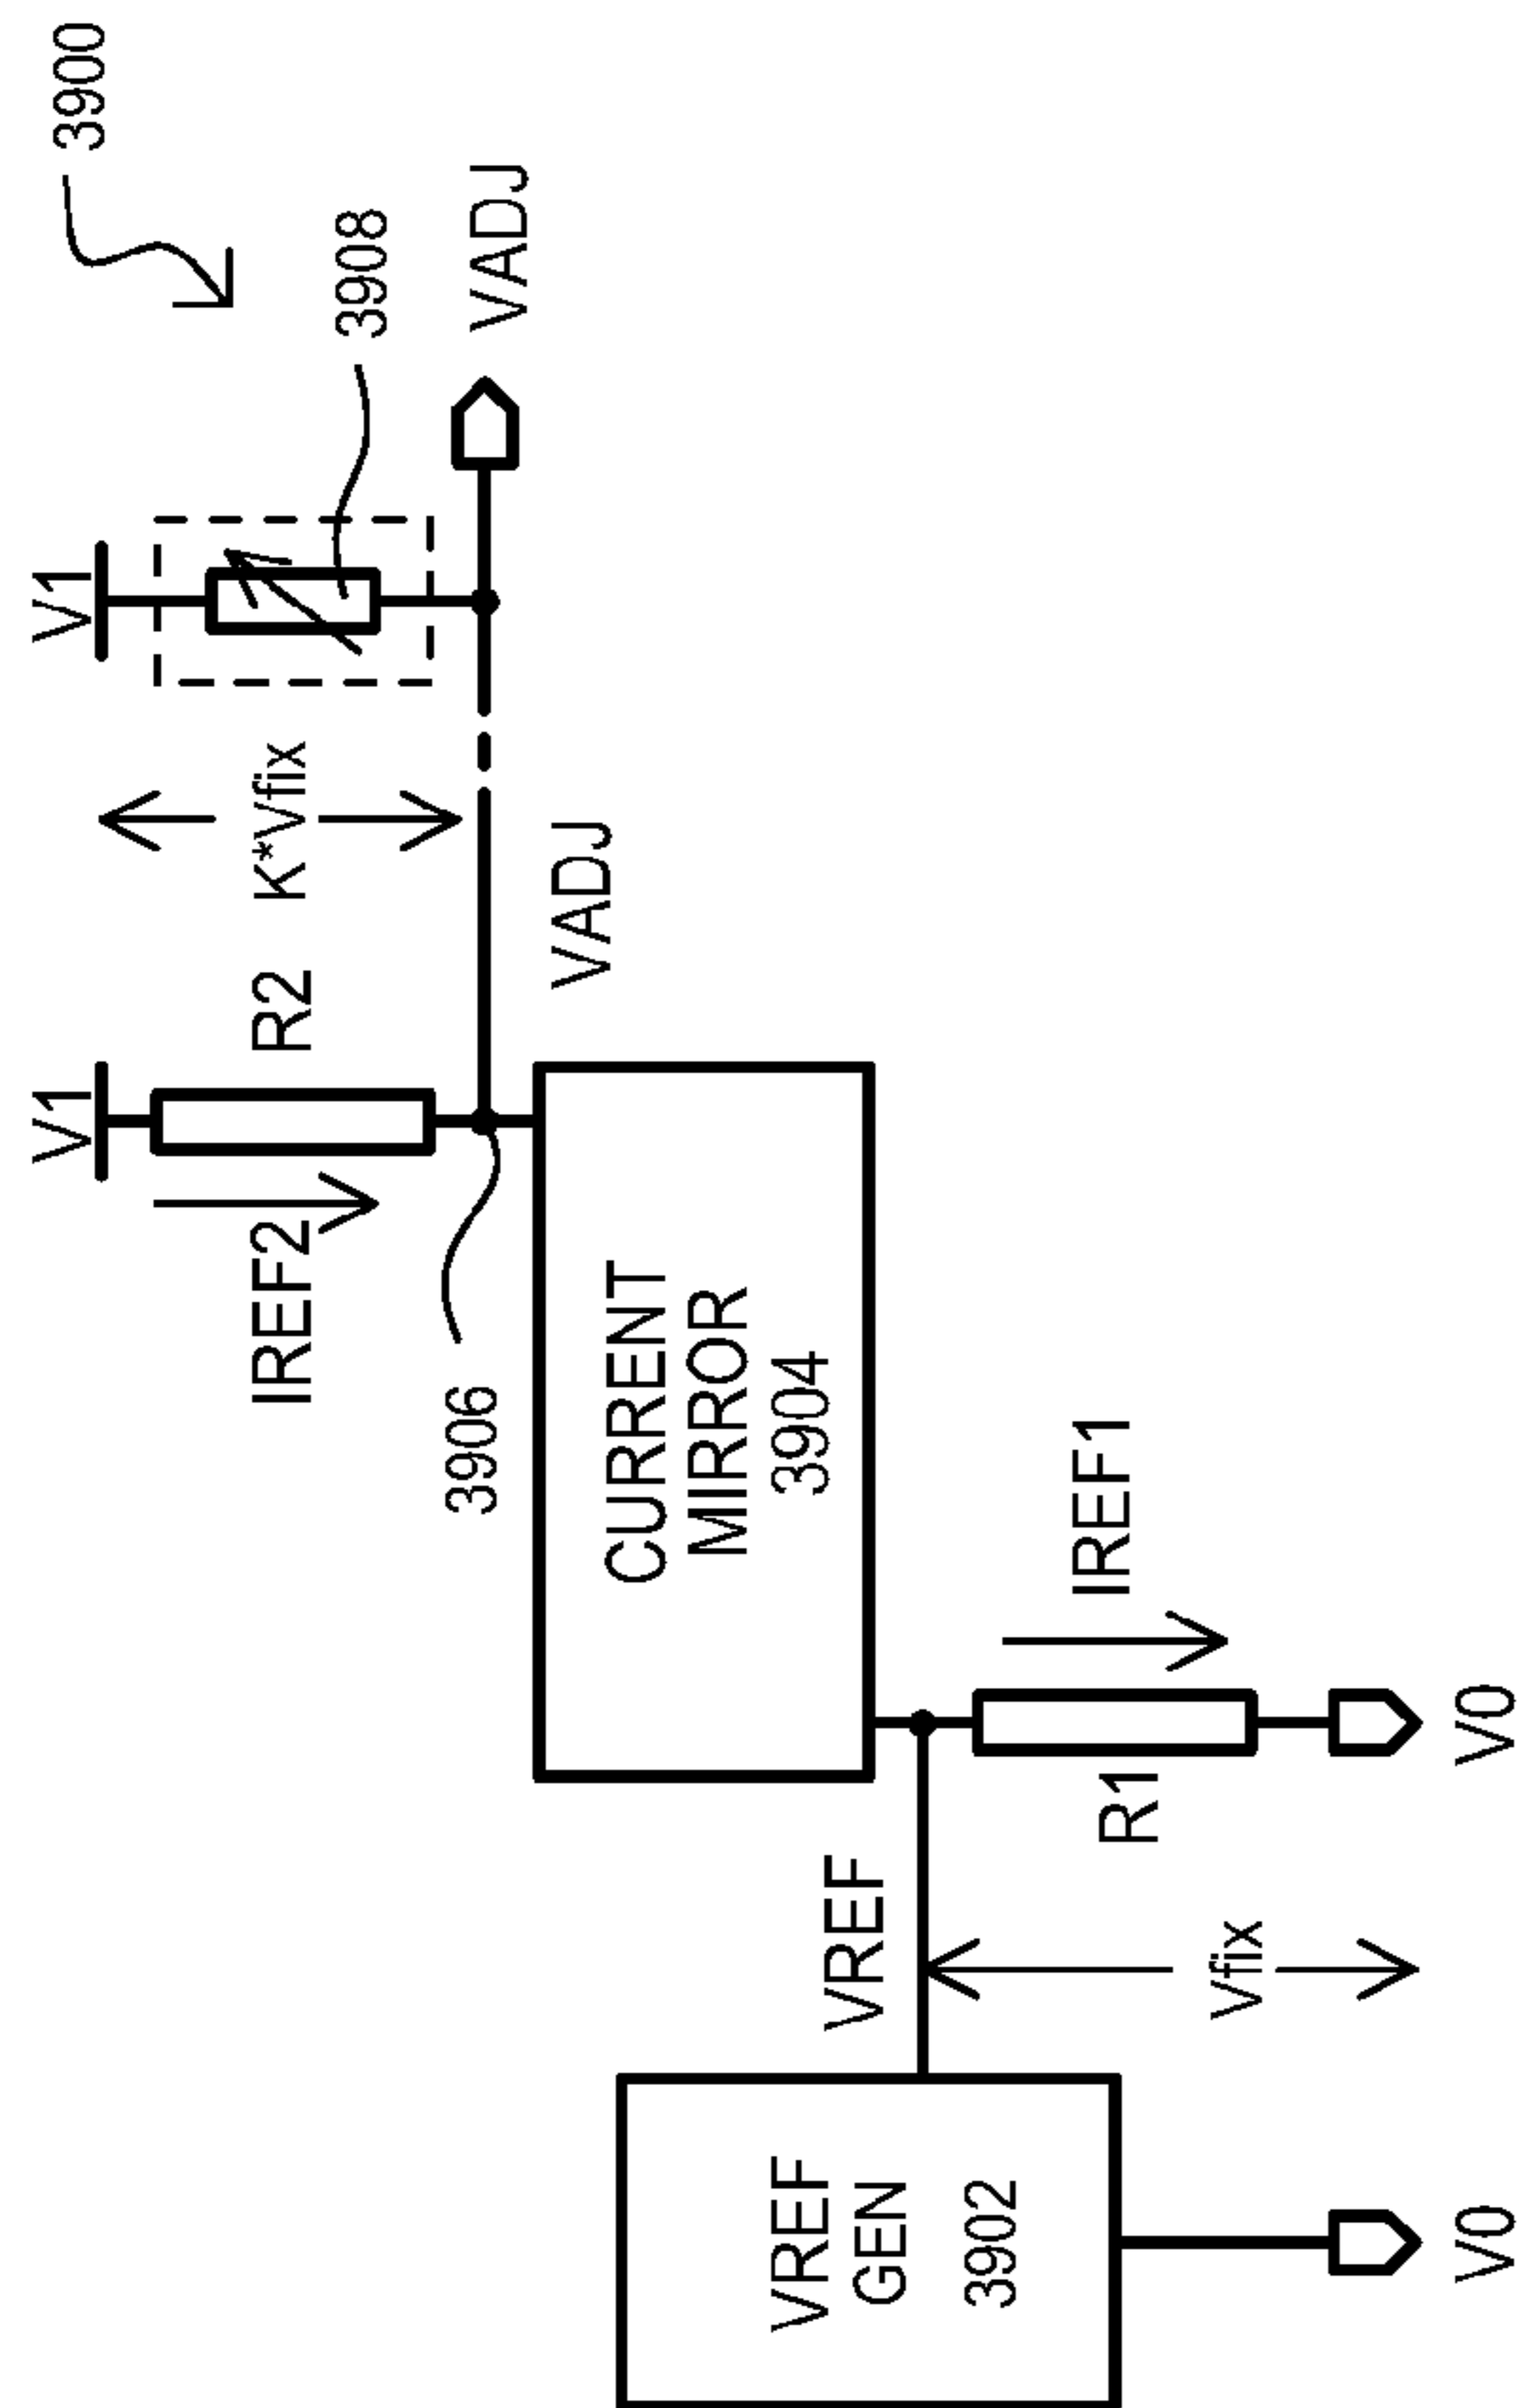 3900
V1
V1
IREF2
R2
K*Vfix
3908
VADJ
3906
VADJ
CURRENT
MIRROR
3904
VREF
GEN
3902
VREF
Vfix
R1
IREF1
V0
V0